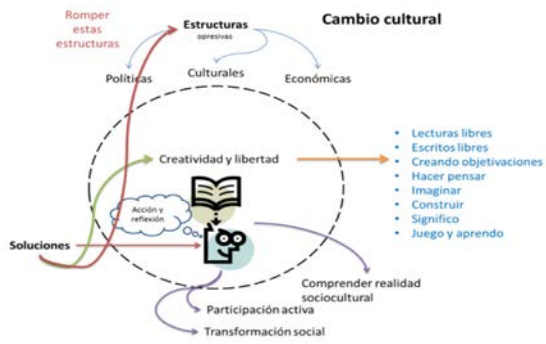 Romper
estas
estructuras
Estructuras
opresivas
Cambio cultural
Políticas
Culturales
Económicas
Creatividad y libertad
• Lecturas libres
• Escritos libres
• Creando objetivaciones
• Hacer pensar
• Imaginar
• Construir
• Significo
• Juego y aprendo
Acción y
reflexión
Soluciones
Comprender realidad
sociocultural
Participación activa
Transformación social